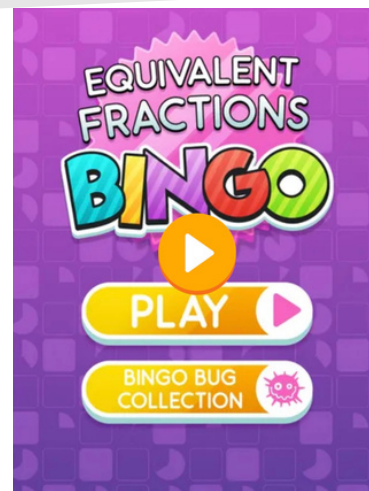 EQUIVALENT
FRACTIONS
BINGO
PLAY
BINGO BUG
COLLECTION